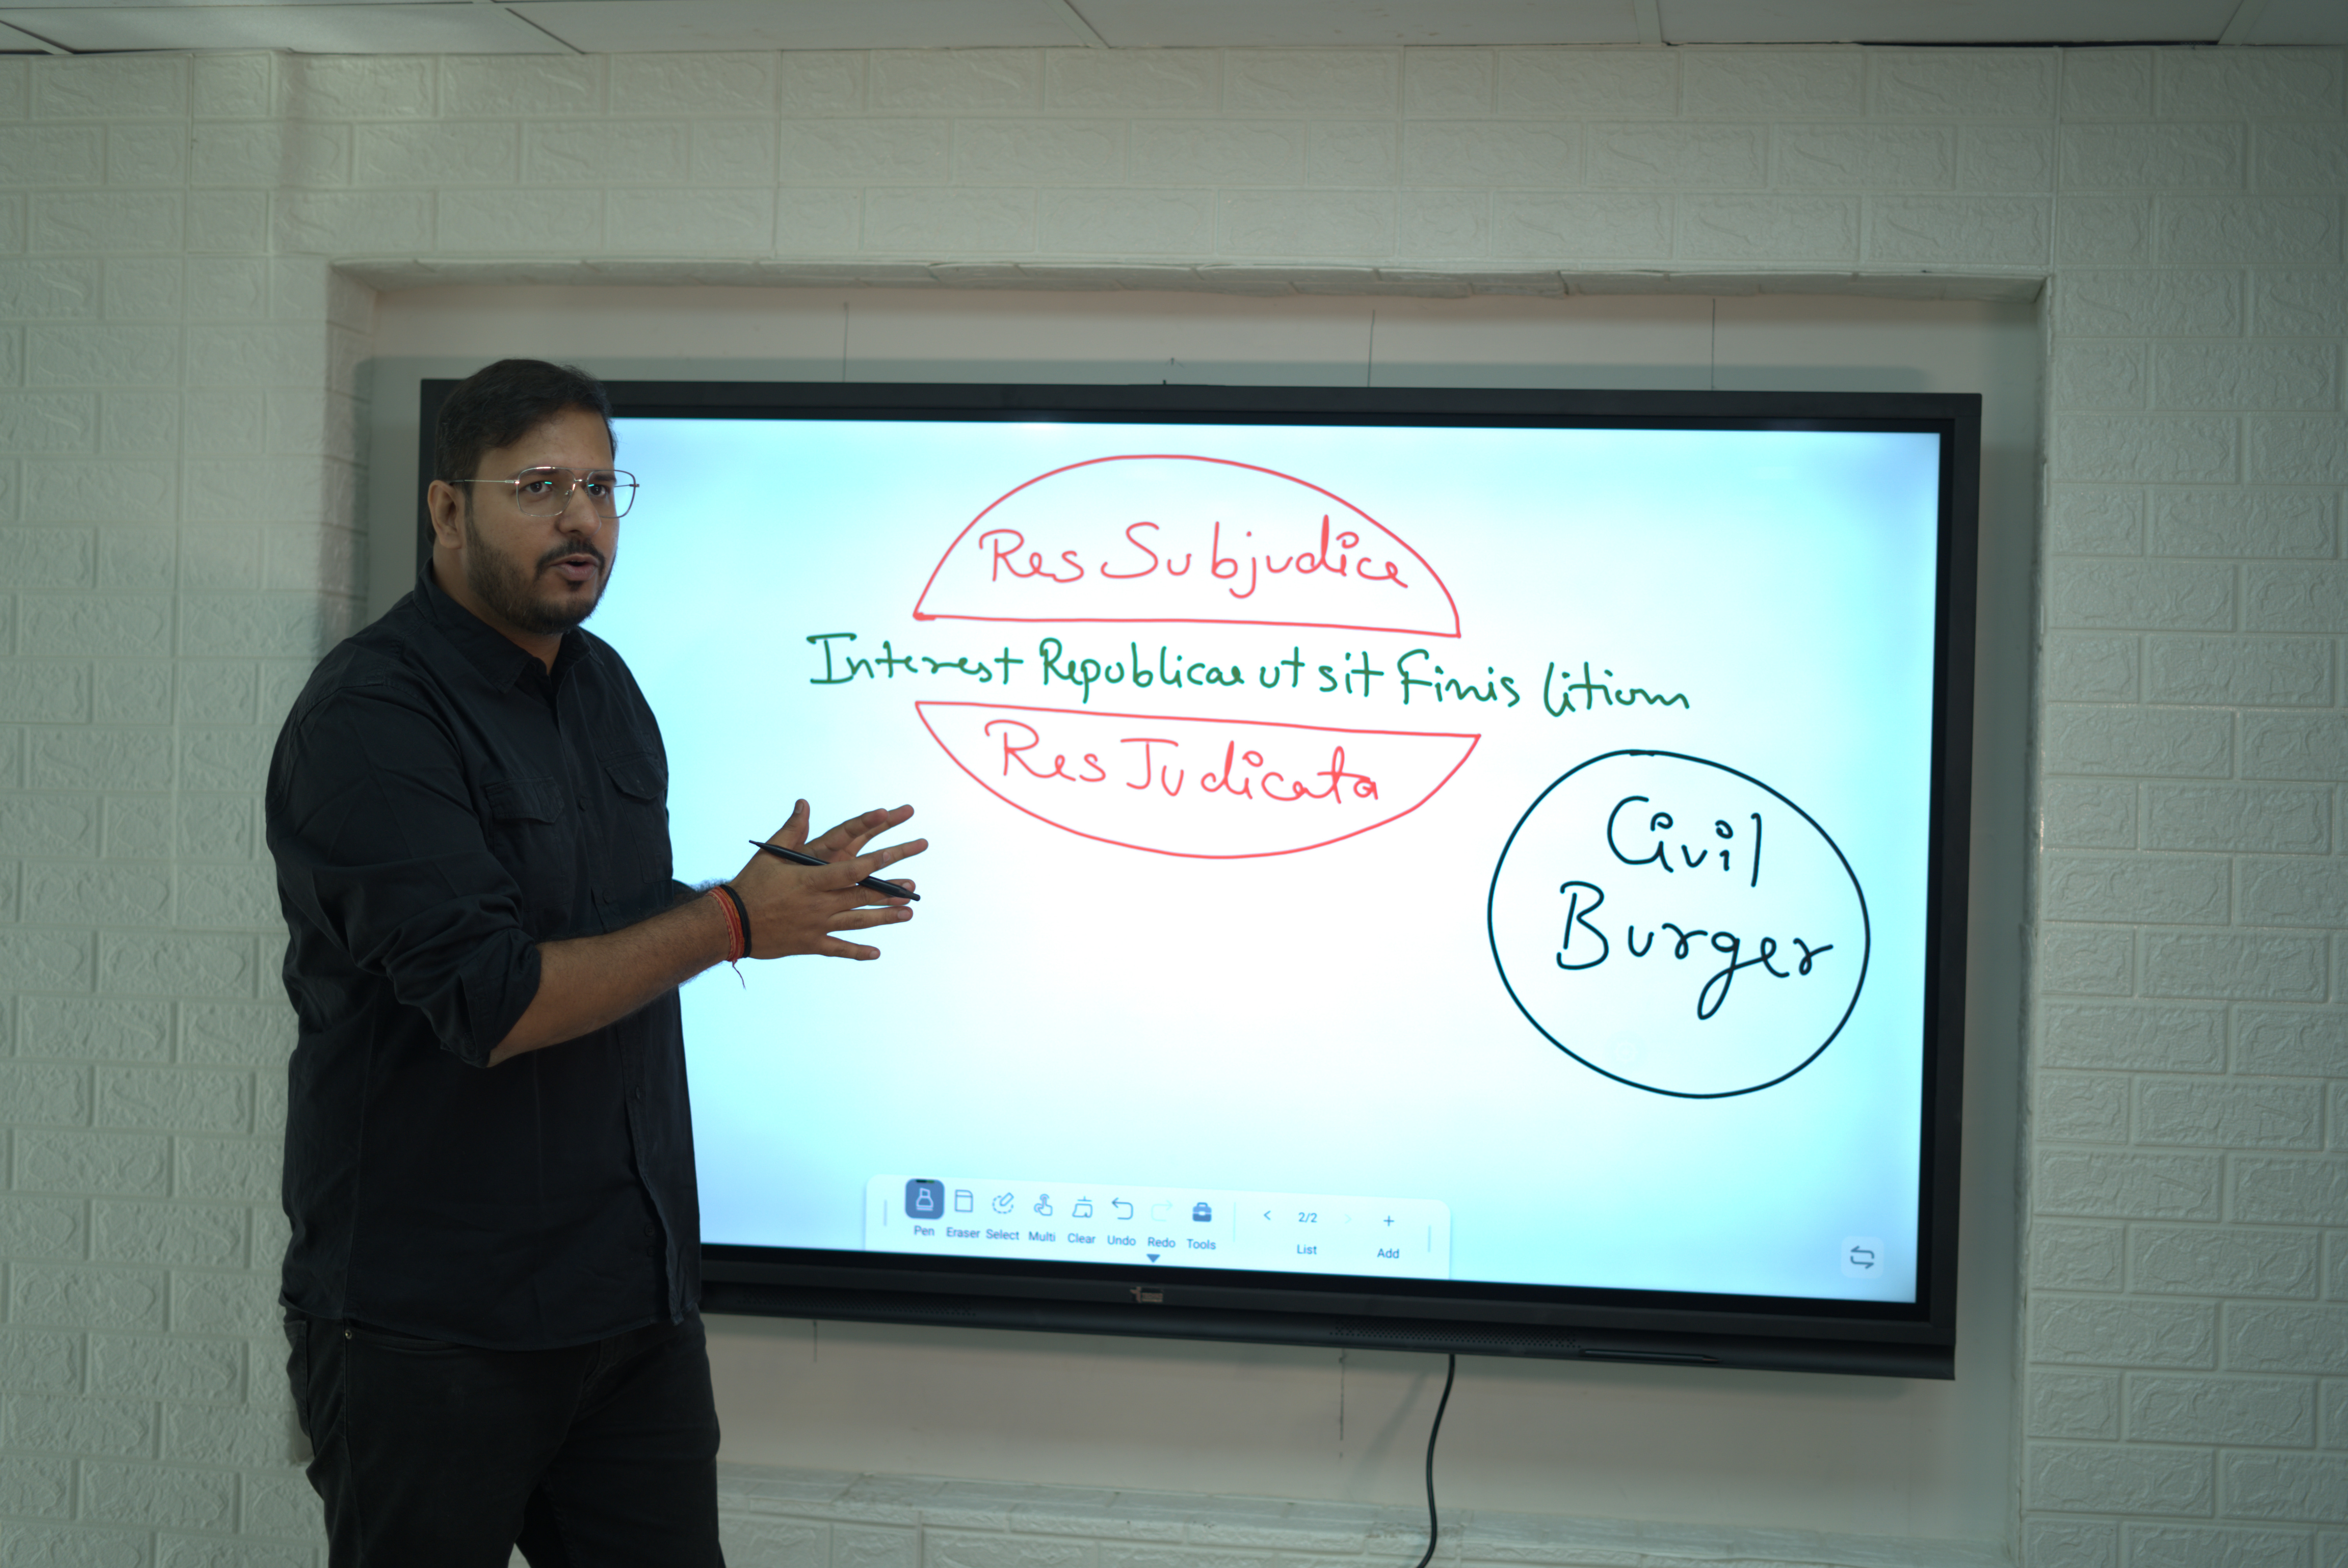 Res Subjudice
Interest Republicae ut sit Finis litium
Res Judicata
Civil
Burger
Pen Eraser Select Multi Clear Undo Redo Tools
< 2/2 > +
List Add